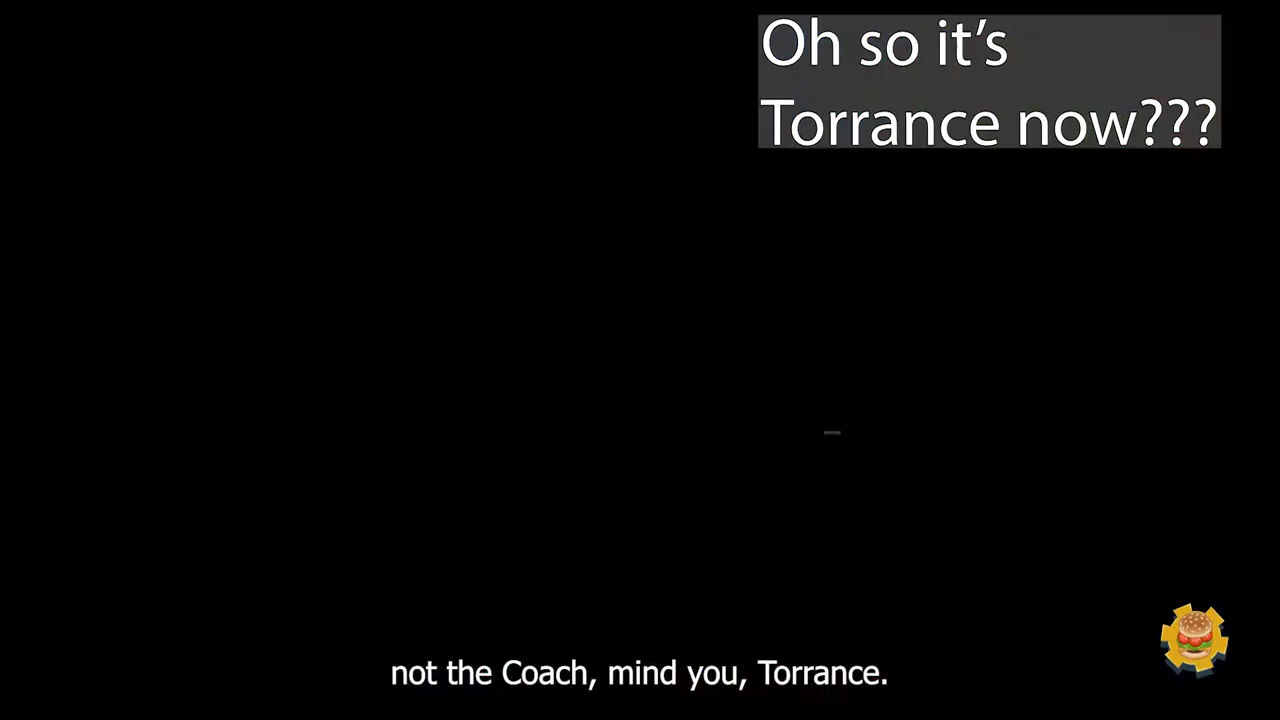 Oh so it’s
Torrance now???
not the Coach, mind you, Torrance.